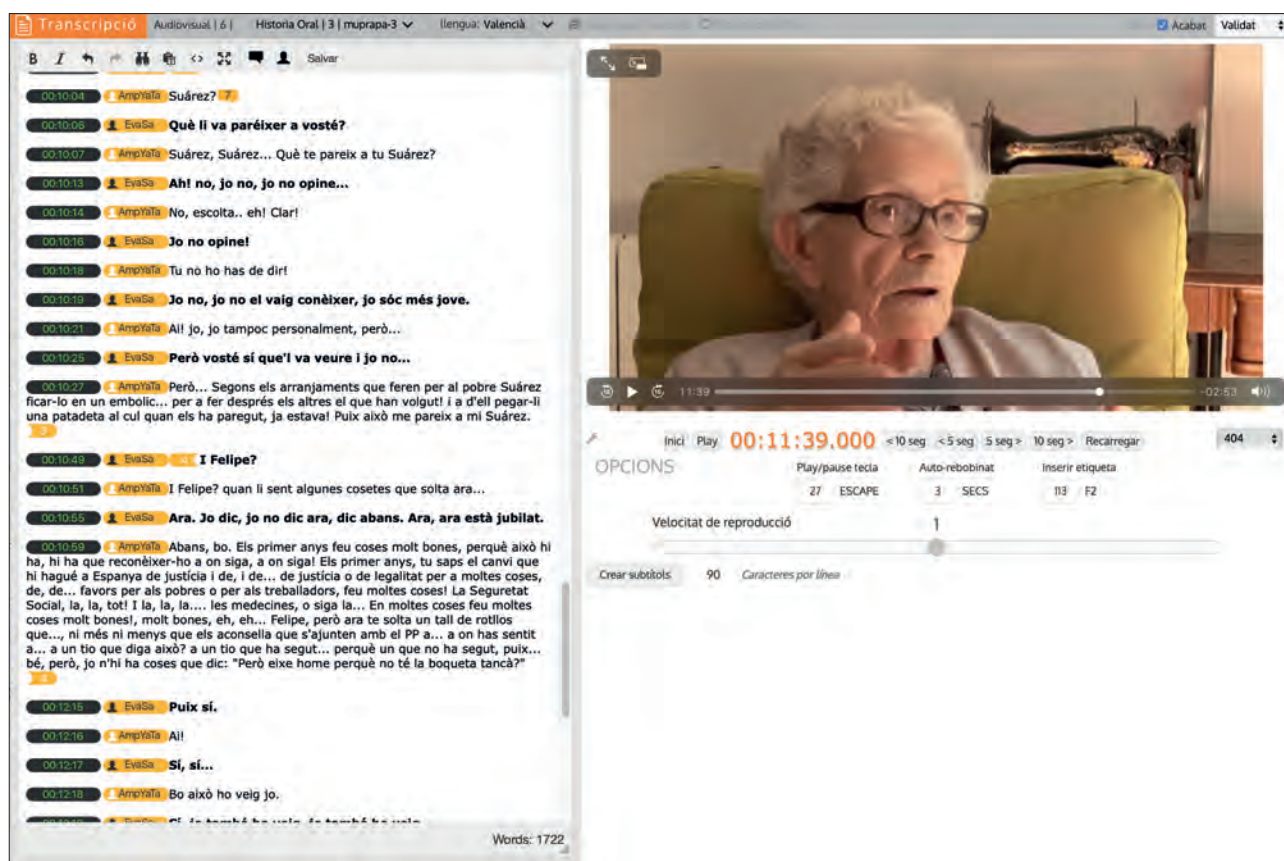 Transcripció Audiovisual | 6 | Historia Oral | 3 | muprapa-3 llengua: Valencià Acabat Validat
B I <> Salvar
00:10:04 AmpYaTa Suárez? 7
00:10:06 EvaSa Què li va paréixer a vosté?
00:10:07 AmpYaTa Suárez, Suárez... Què te pareix a tu Suárez?
00:10:13 EvaSa Ah! no, jo no, jo no opine...
00:10:14 AmpYaTa No, escolta.. eh! Clar!
00:10:16 EvaSa Jo no opine!
00:10:18 AmpYaTa Tu no ho has de dir!
00:10:19 EvaSa Jo no, jo no el vaig conèixer, jo sóc més jove.
00:10:21 AmpYaTa Ai! jo, jo tampoc personalment, però...
00:10:25 EvaSa Però vosté sí que'l va veure i jo no...
00:10:27 AmpYaTa Però... Segons els arranjaments que feren per al pobre Suárez
ficar-lo en un embolic... per a fer després els altres el que han volgut! i a d'ell pegar-li
una patadeta al cul quan els ha paregut, ja estava! Puix això me pareix a mi Suárez.
3
00:10:49 EvaSa 4 I Felipe?
00:10:51 AmpYaTa I Felipe? quan li sent algunes cosetes que solta ara...
00:10:55 EvaSa Ara. Jo dic, jo no dic ara, dic abans. Ara, ara està jubilat.
00:10:59 AmpYaTa Abans, bo. Els primer anys feu coses molt bones, perquè això hi
ha, hi ha que reconèixer-ho a on siga, a on siga! Els primer anys, tu saps el canvi que
hi hagué a Espanya de justícia i de, i de... de justícia o de legalitat per a moltes coses,
de, de... favors per als pobres o per als treballadors, feu moltes coses! La Seguretat
Social, la, la, tot! I la, la, la.... les medecines, o siga la... En moltes coses feu moltes
coses molt bones!, molt bones, eh, eh... Felipe, però ara te solta un tall de rotllos
que..., ni més ni menys que els aconsella que s'ajunten amb el PP a... a on has sentit
a... a un tio que diga això? a un tio que ha segut... perquè un que no ha segut, puix...
bé, però, jo n'hi ha coses que dic: "Però eixe home perquè no té la boqueta tancà?"
4
00:12:15 EvaSa Puix sí.
00:12:16 AmpYaTa Ai!
00:12:17 EvaSa Sí, sí...
00:12:18 AmpYaTa Bo això ho veig jo.
Words: 1722
11:39 -02:53
Inici Play 00:11:39.000 <10 seg <5 seg 5 seg> 10 seg> Recarregar 404
OPCIONS Play/pause tecla Auto-rebobinat Inserir etiqueta
27 ESCAPE 3 SECS 113 F2
Velocitat de reproducció 1
Crear subtítols 90 Caracteres por línea